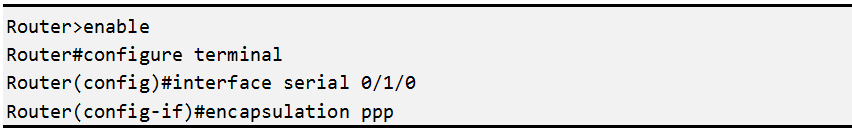 Router>enable
Router#configure terminal
Router(config)#interface serial 0/1/0
Router(config-if)#encapsulation ppp